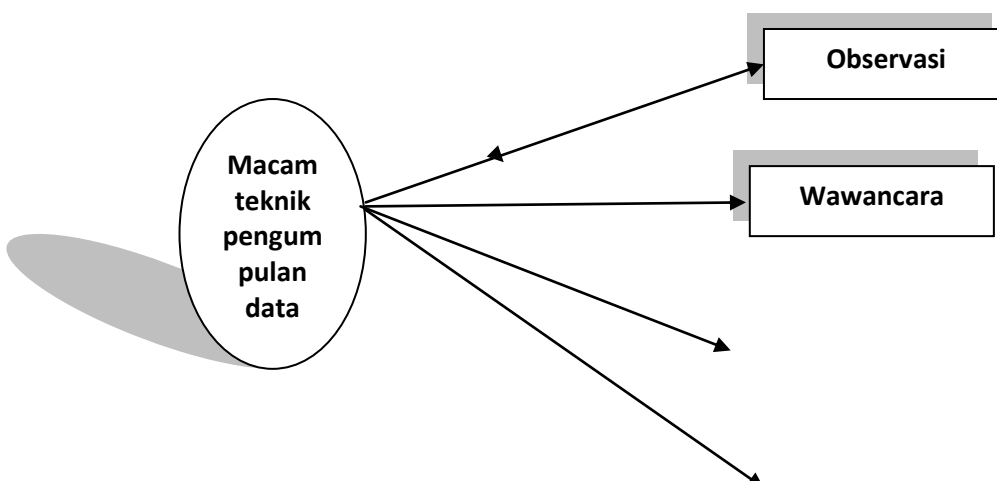 Observasi
Macam
teknik
pengum
pulan
data
Wawancara